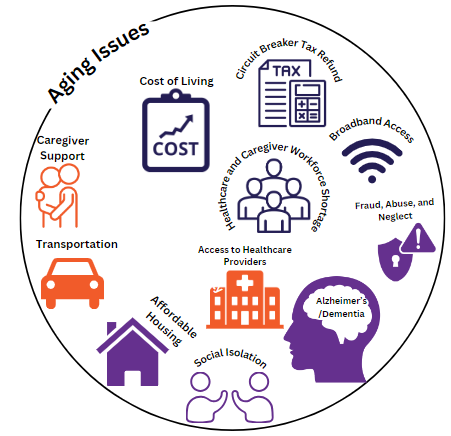 Aging Issues
Circuit Breaker Tax Refund
TAX
Cost of Living
COST
Broadband Access
Caregiver
Support
Healthcare and Caregiver Workforce Shortage
Fraud, Abuse, and
Neglect
Transportation
Access to Healthcare
Providers
Affordable
Housing
Alzheimer's
/Dementia
Social Isolation